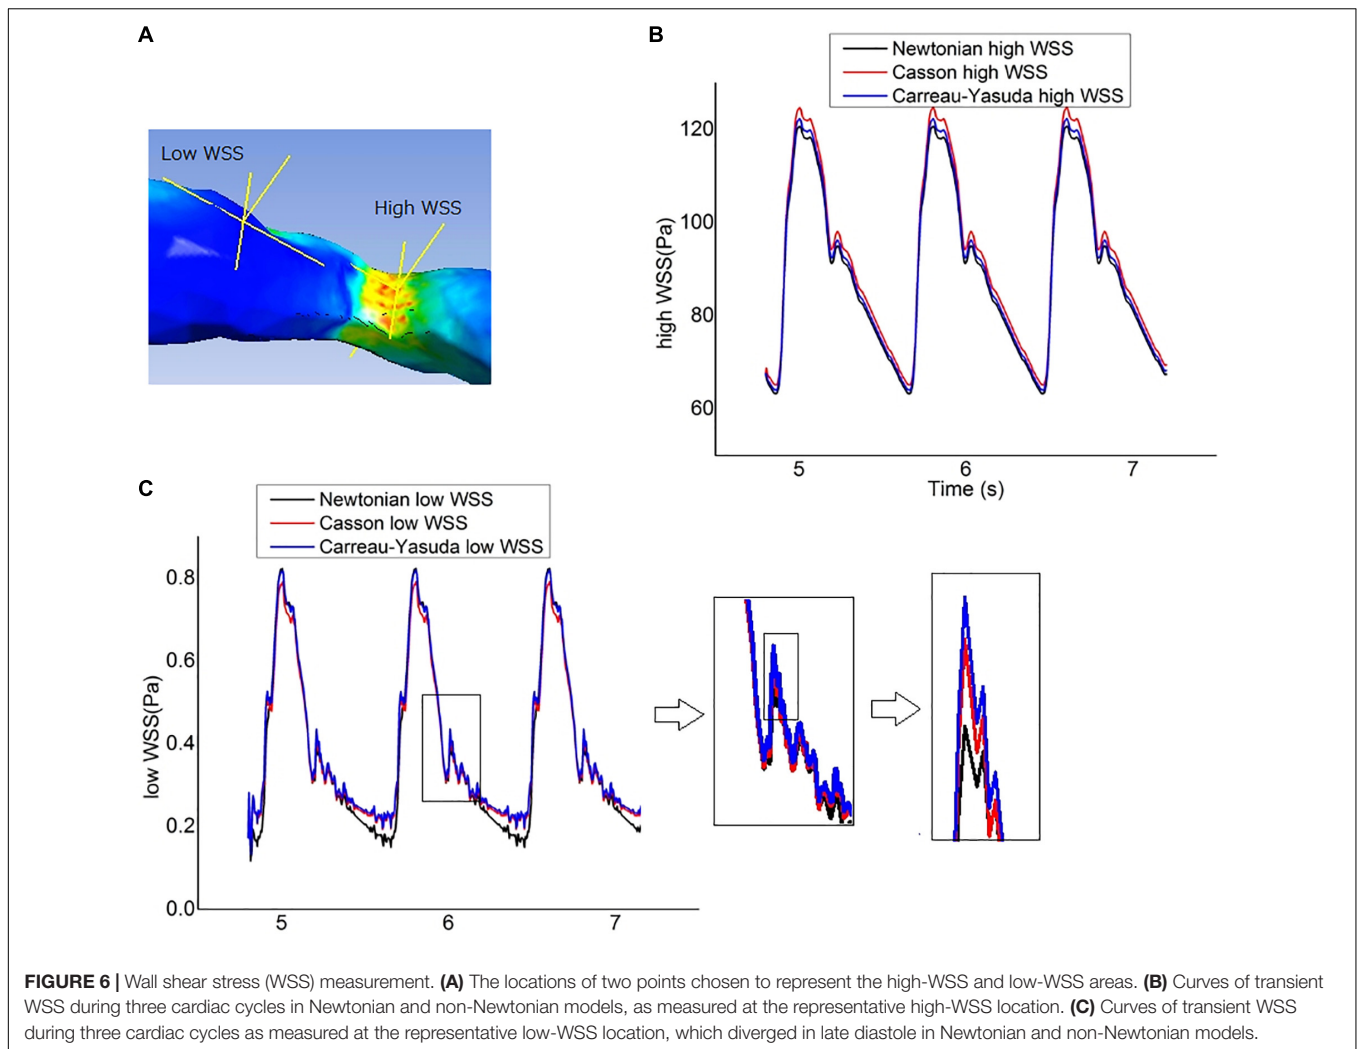 A
Low WSS
High WSS
B
Newtonian high WSS
Casson high WSS
Carreau-Yasuda high WSS
high WSS(Pa)
120
100
80
60
5
6
7
Time (s)
C
Newtonian low WSS
Casson low WSS
Carreau-Yasuda low WSS
low WSS(Pa)
0.8
0.6
0.4
0.2
0.0
5
6
7
FIGURE 6 | Wall shear stress (WSS) measurement. (A) The locations of two points chosen to represent the high-WSS and low-WSS areas. (B) Curves of transient
WSS during three cardiac cycles in Newtonian and non-Newtonian models, as measured at the representative high-WSS location. (C) Curves of transient WSS
during three cardiac cycles as measured at the representative low-WSS location, which diverged in late diastole in Newtonian and non-Newtonian models.